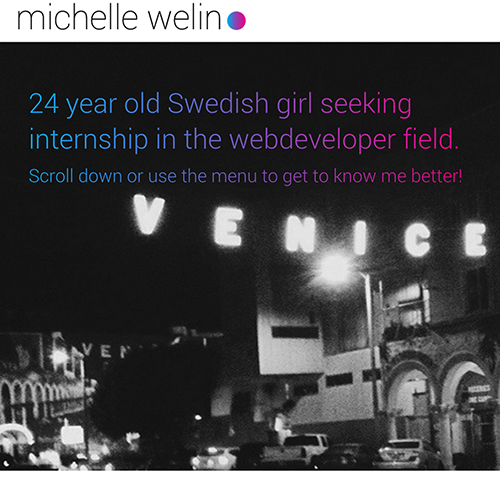 michelle welin
24 year old Swedish girl seeking
internship in the webdeveloper field.
Scroll down or use the menu to get to know me better!
VENICE
VEN